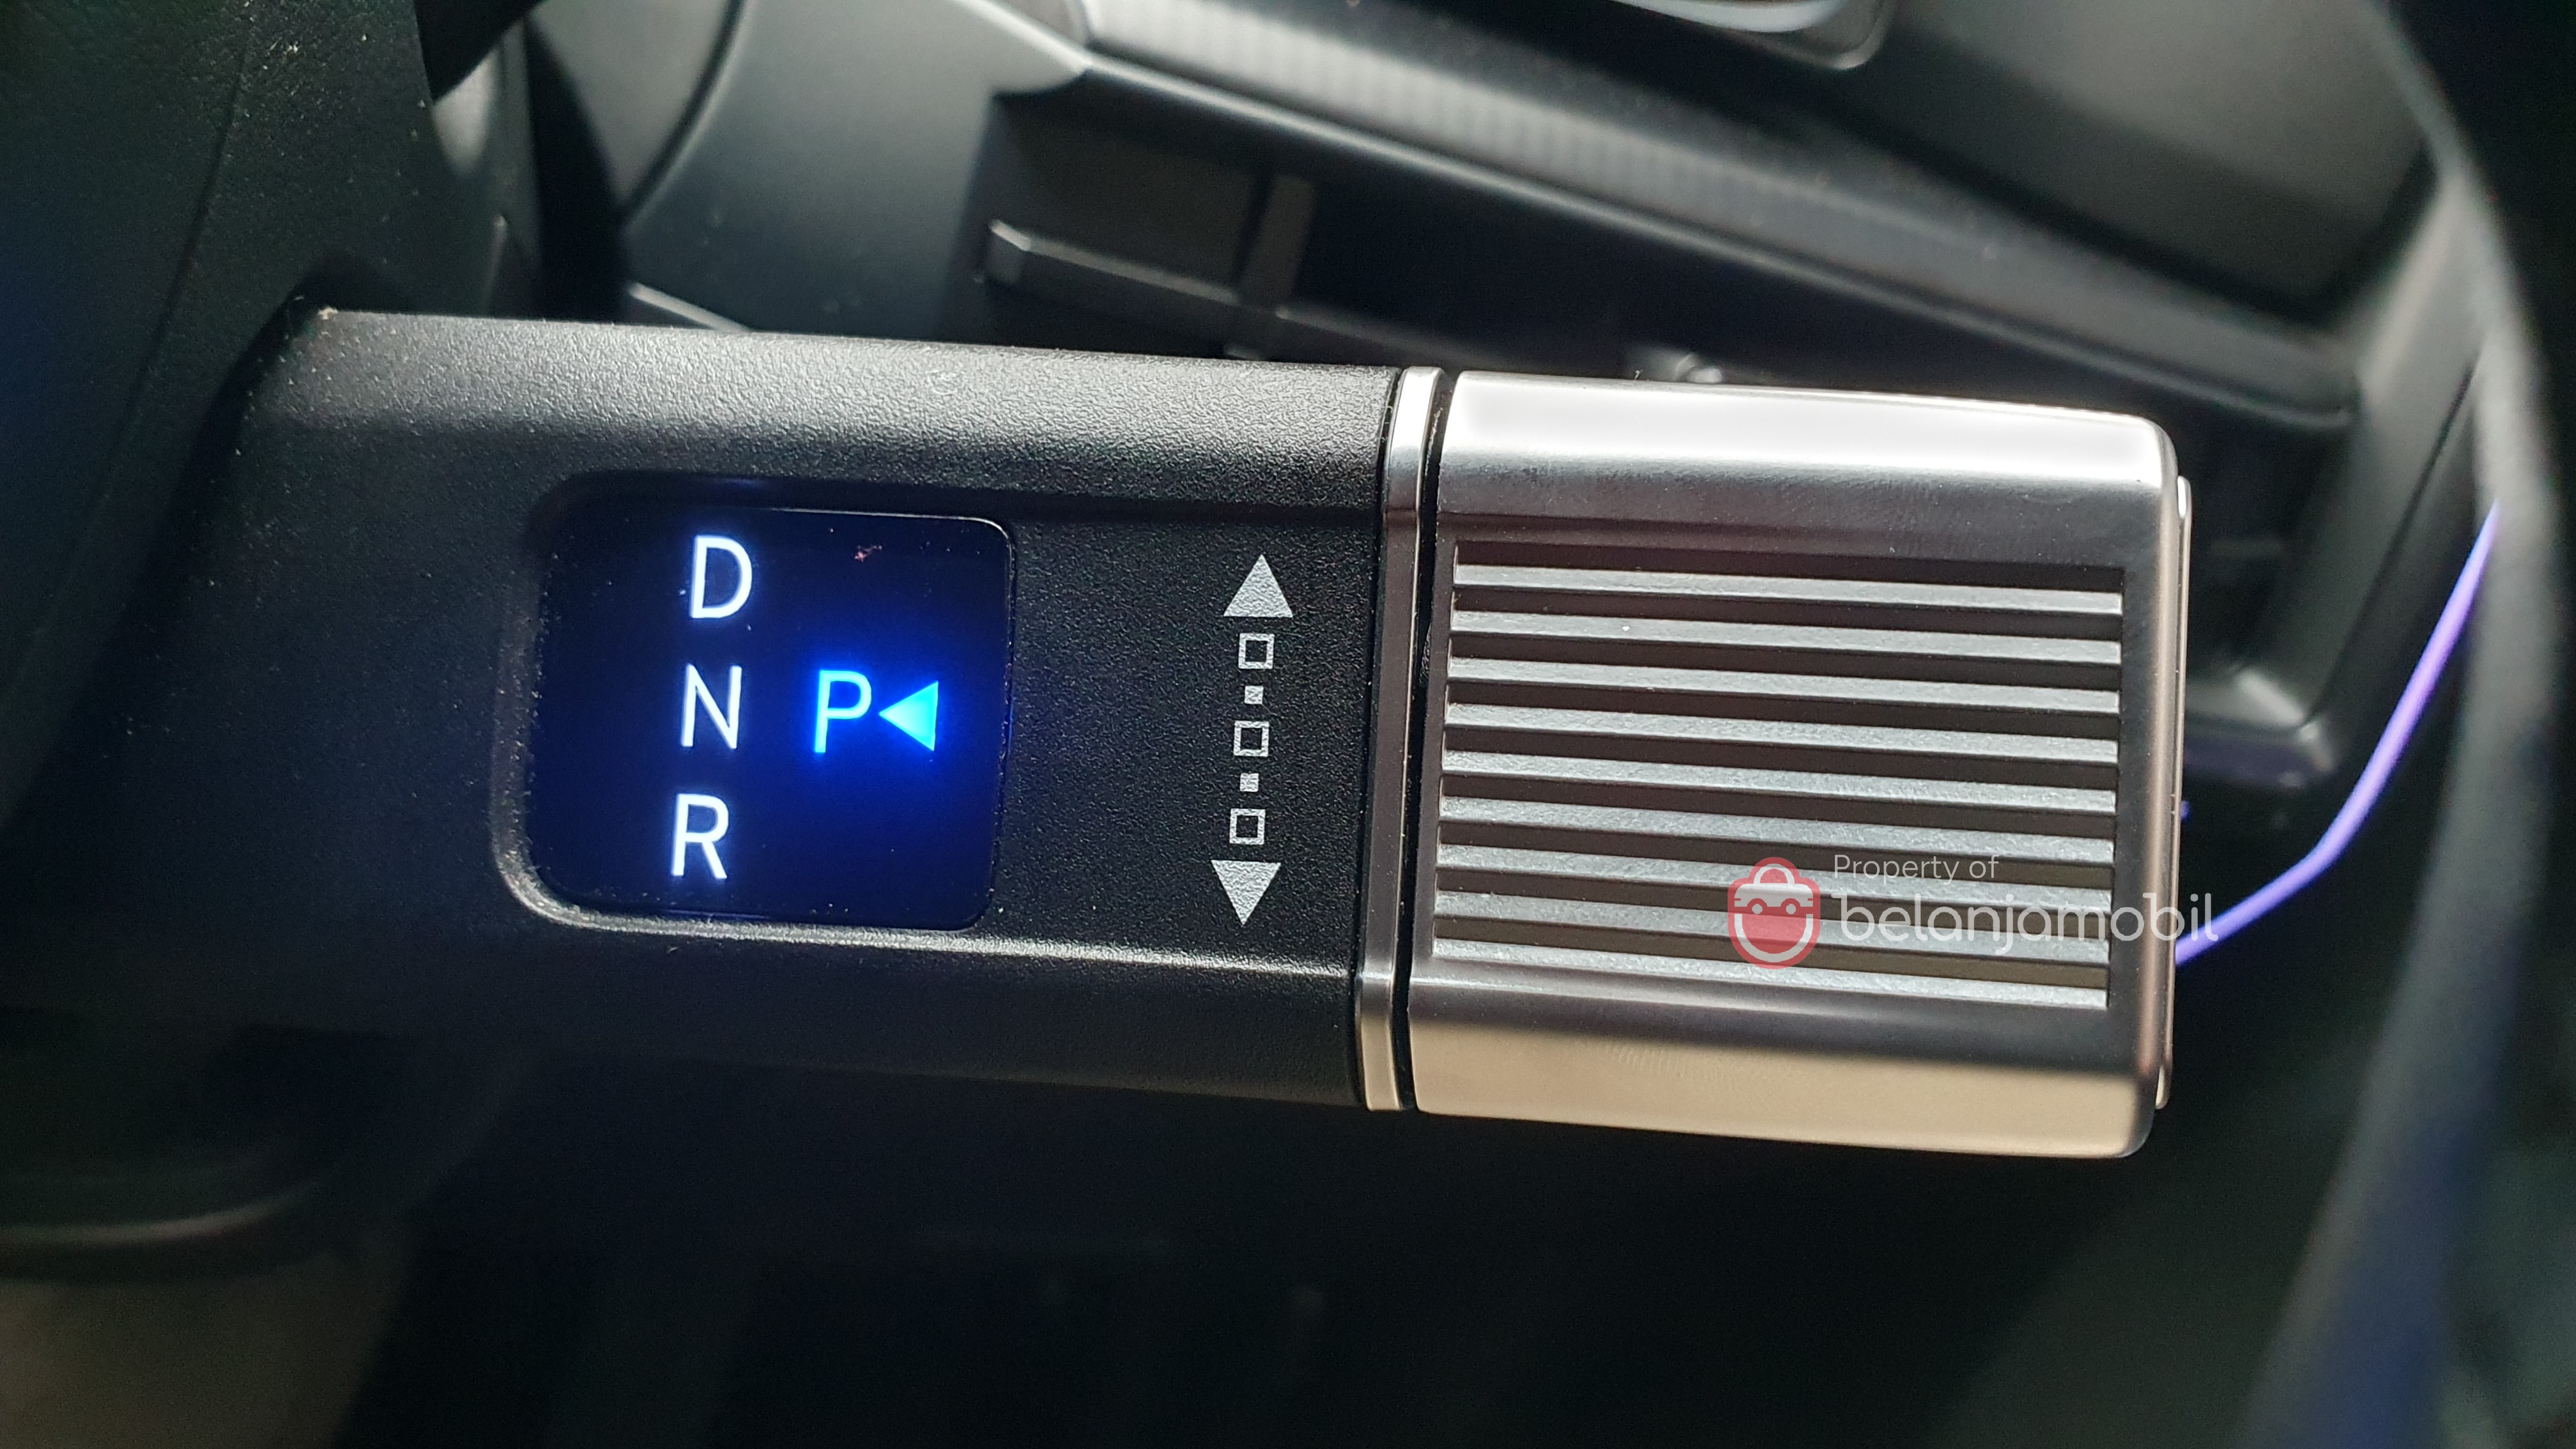 D
N P
R
Property of
belanjamobil